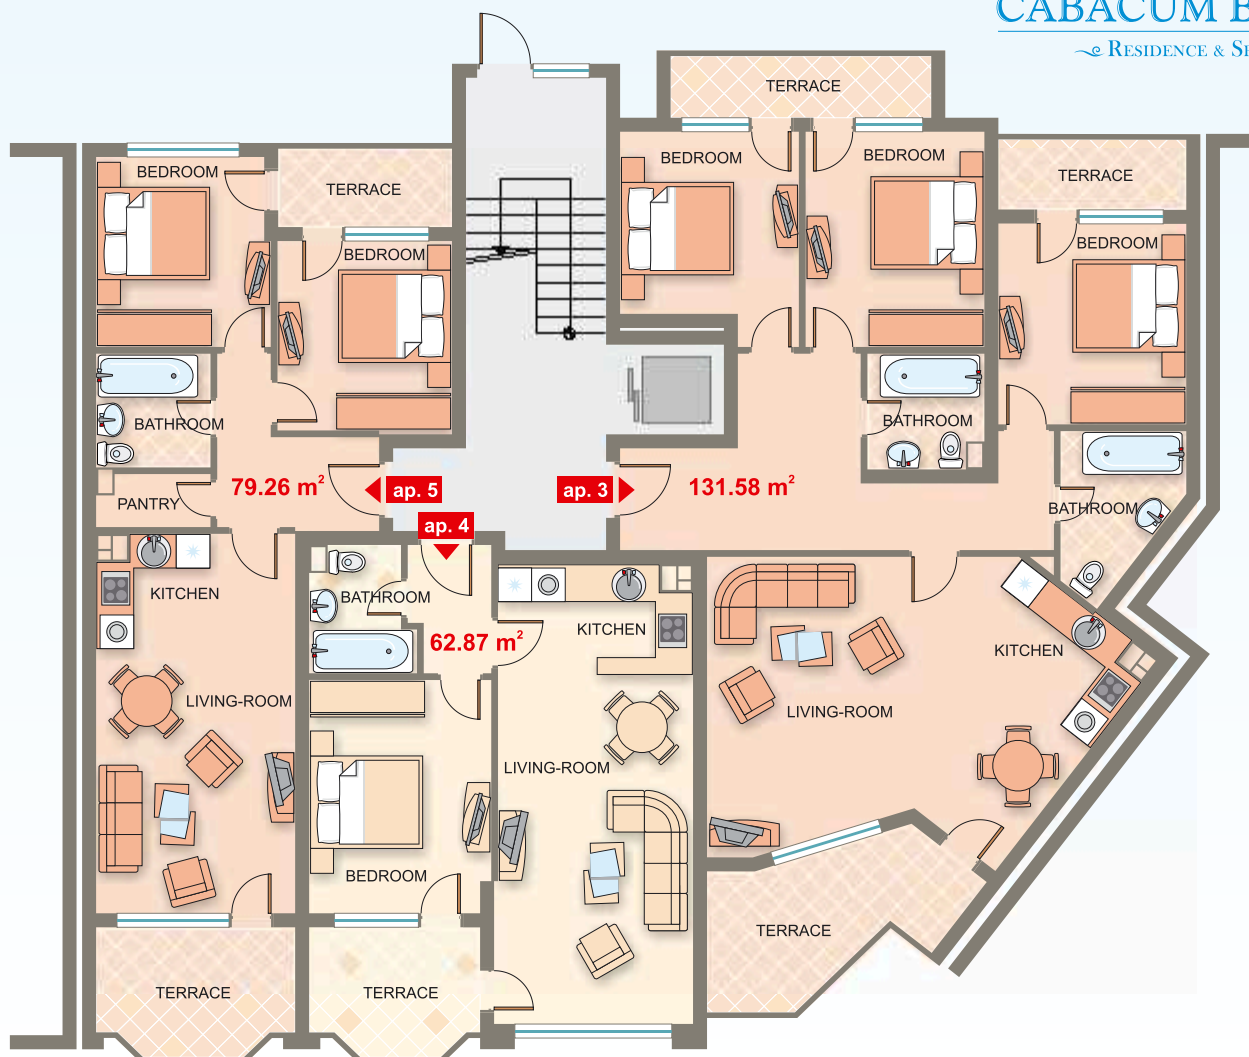 CABACUM B
RESIDENCE & S
TERRACE
BEDROOM
TERRACE
BEDROOM
BEDROOM
BEDROOM
TERRACE
BEDROOM
BATHROOM
PANTRY
79.26 m²
ap. 5
ap. 3
131.58 m²
BATHROOM
BATHROOM
ap. 4
KITCHEN
BATHROOM
62.87 m²
KITCHEN
KITCHEN
LIVING-ROOM
LIVING-ROOM
LIVING-ROOM
BEDROOM
TERRACE
TERRACE
TERRACE